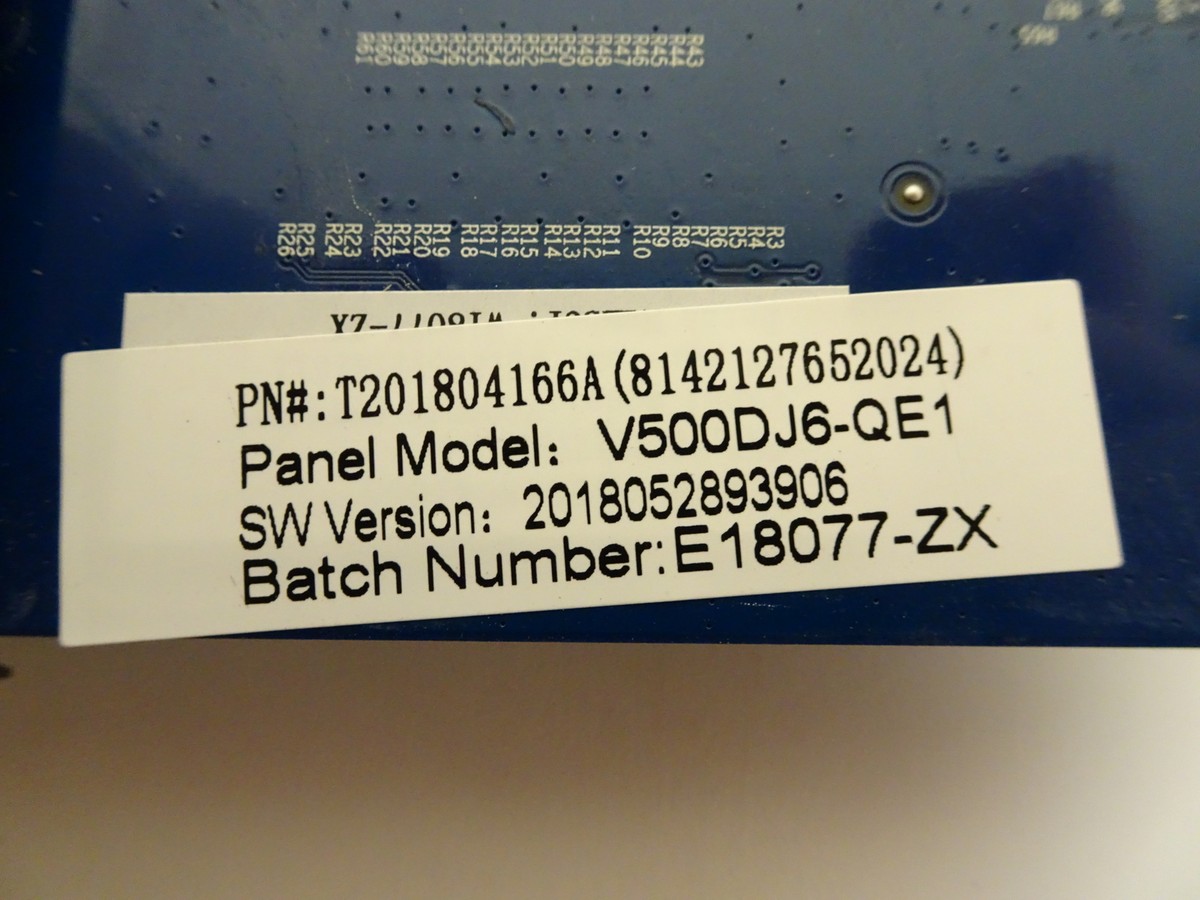 R61 R60 R59 R58 R57 R56 R55 R54 R53 R52 R51 R50 R49 R48 R47 R46 R45 R44 R43
R26 R25 R24 R23 R22 R21 R20 R19 R18 R17 R16 R15 R14 R13 R12 R11 R10 R9 R8 R7 R6 R5 R4 R3
PN#:T201804166A(8142127652024)
Panel Model: V500DJ6-QE1
SW Version: 2018052893906
Batch Number:E18077-ZX